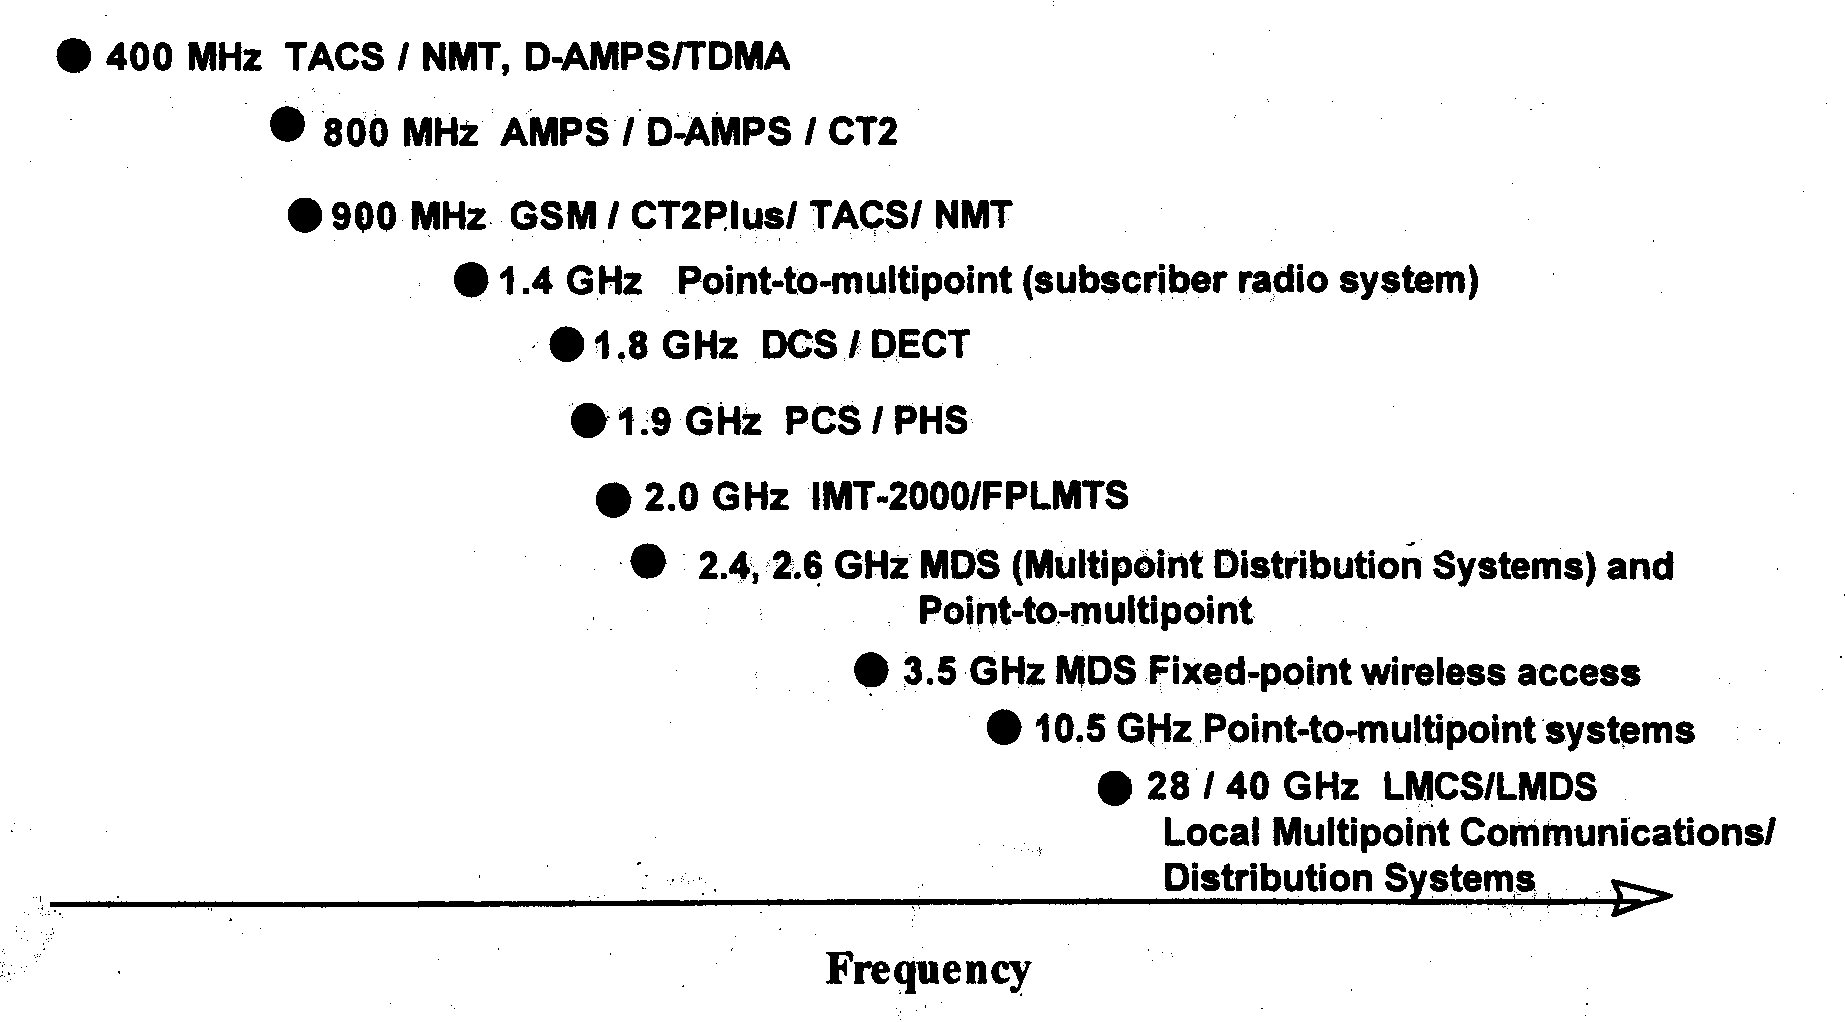 400 MHz TACS / NMT, D-AMPS/TDMA
800 MHz AMPS / D-AMPS / CT2
900 MHz GSM / CT2Plus/ TACS/ NMT
1.4 GHz Point-to-multipoint (subscriber radio system)
1.8 GHz DCS / DECT
1.9 GHz PCS / PHS
2.0 GHz IMT-2000/FPLMTS
2.4, 2.6 GHz MDS (Multipoint Distribution Systems) and
Point-to-multipoint
3.5 GHz MDS Fixed-point wireless access
10.5 GHz Point-to-multipoint systems
28 / 40 GHz LMCS/LMDS
Local Multipoint Communications/
Distribution Systems
Frequency